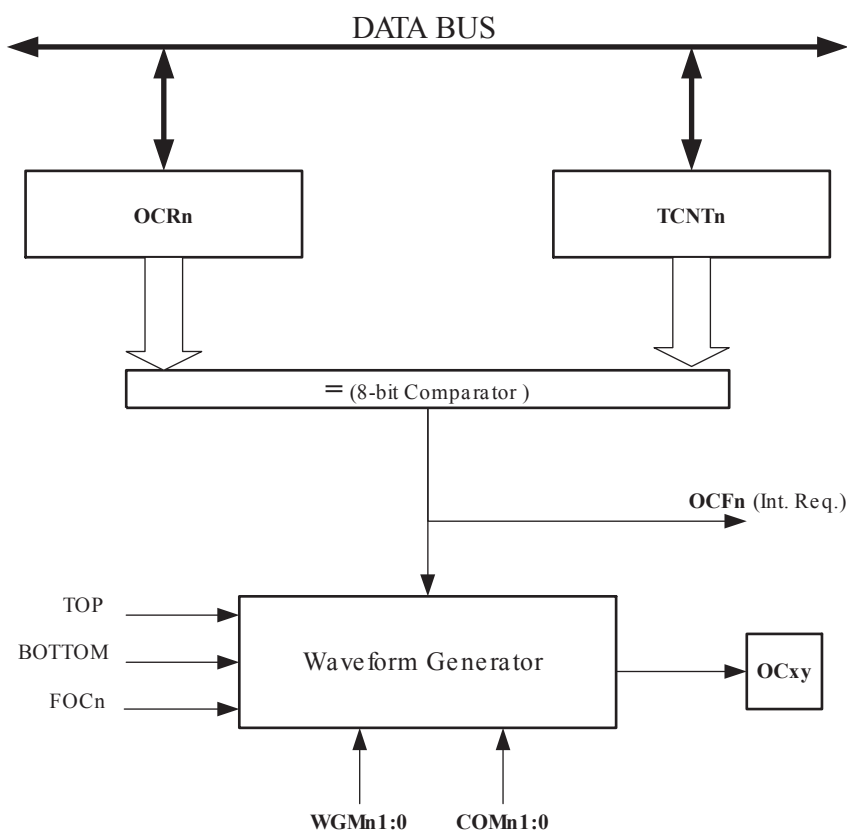 DATA BUS
OCRn
TCNTn
= (8-bit Comparator )
OCFn (Int. Req.)
TOP
BOTTOM
FOCn
Waveform Generator
OCxy
WGMn1:0
COMn1:0